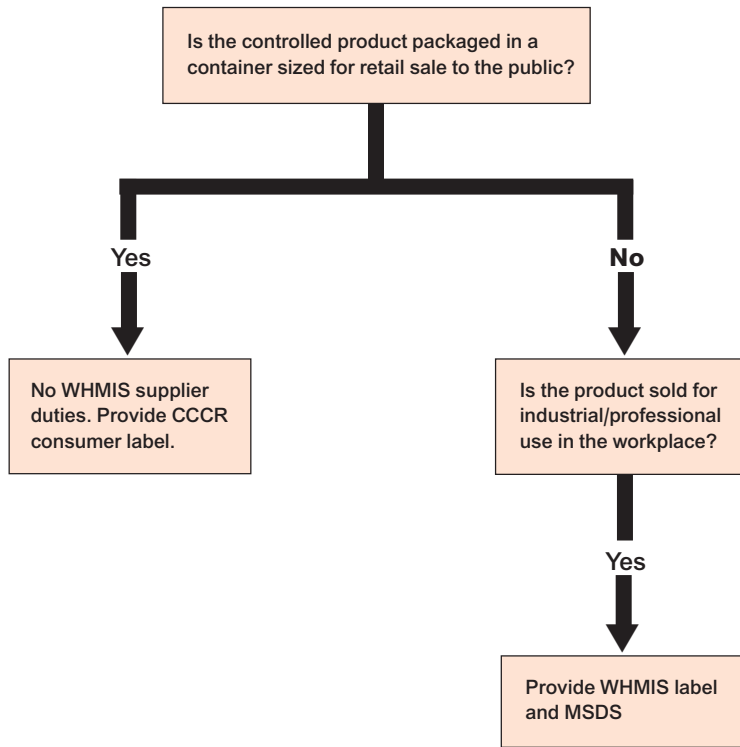 Is the controlled product packaged in a
container sized for retail sale to the public?
Yes
No
No WHMIS supplier
duties. Provide CCCR
consumer label.
Is the product sold for
industrial/professional
use in the workplace?
Yes
Provide WHMIS label
and MSDS